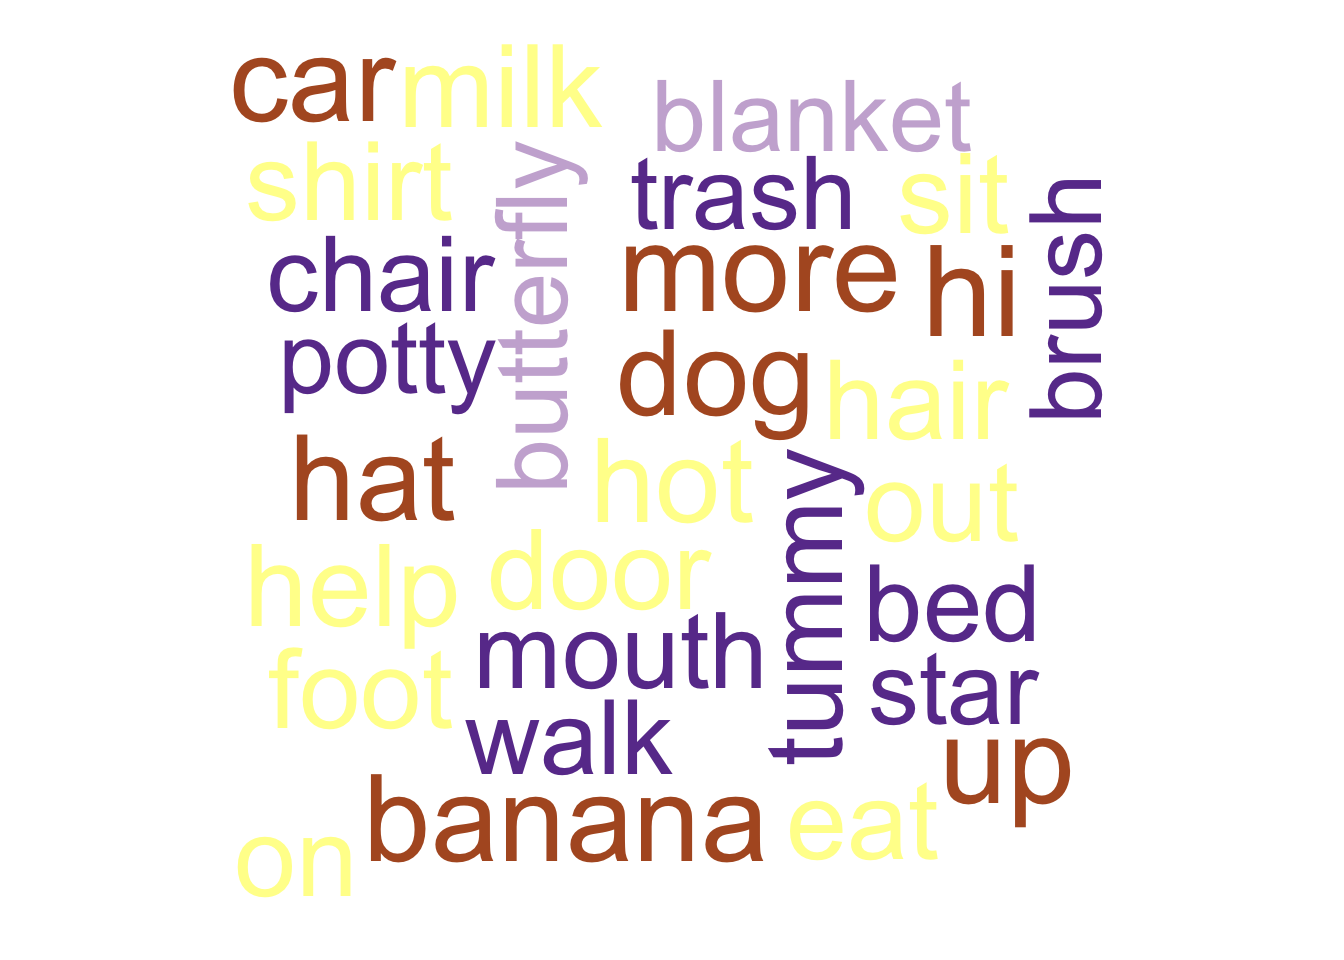 car milk
blanket
shirt
butterfly
trash
sit
brush
chair
more
hi
potty
dog
hair
hat
hot
tummy
out
help
door
bed
mouth
foot
star
walk
up
banana
eat
on